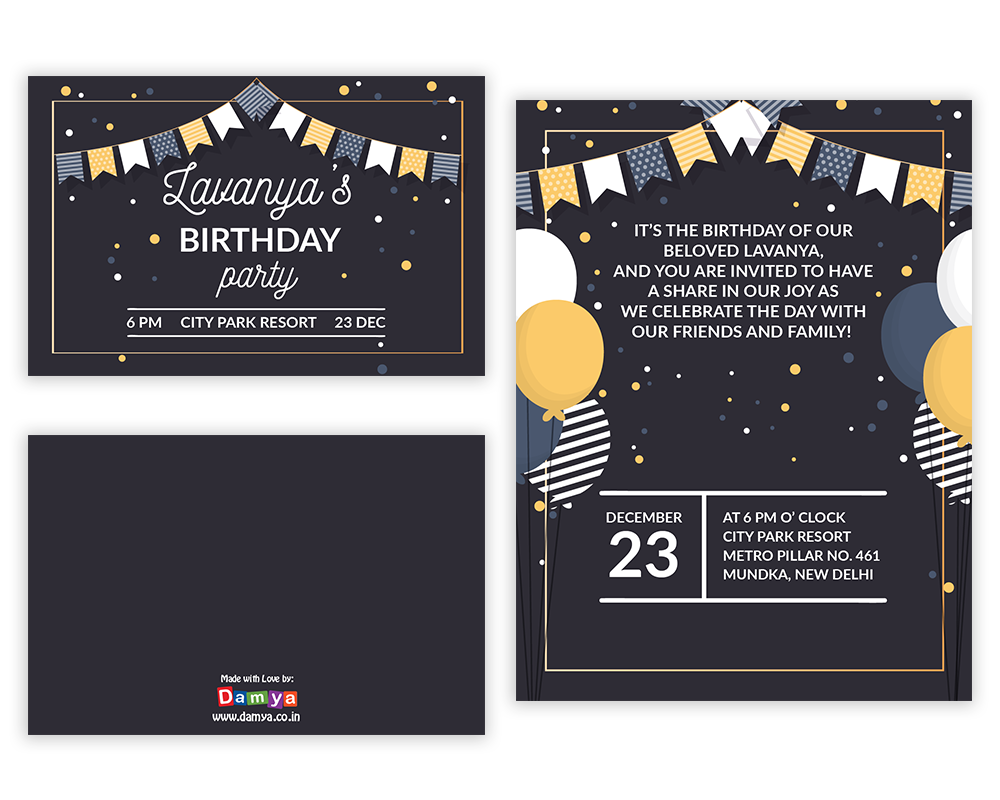 Lavanya's
BIRTHDAY
party
6 PM CITY PARK RESORT 23 DEC
Made with Love by:
Damya
www.damya.co.in
IT'S THE BIRTHDAY OF OUR
BELOVED LAVANYA,
AND YOU ARE INVITED TO HAVE
A SHARE IN OUR JOY AS
WE CELEBRATE THE DAY WITH
OUR FRIENDS AND FAMILY!
DECEMBER
23
AT 6 PM O' CLOCK
CITY PARK RESORT
METRO PILLAR NO. 461
MUNDKA, NEW DELHI